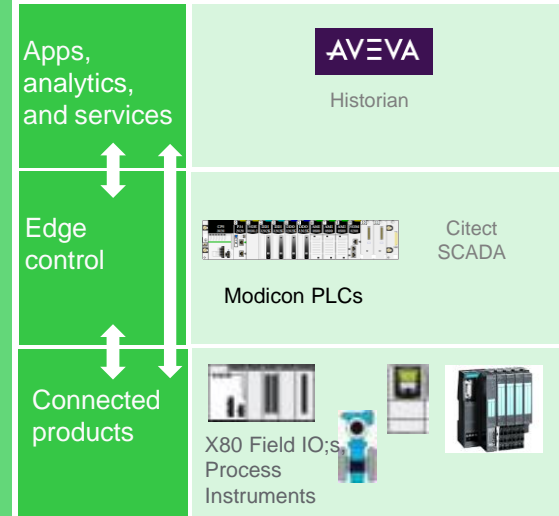 Apps,
analytics,
and services
AVEVA
Historian
Edge
control
Modicon PLCs
Citect
SCADA
Connected
products
X80 Field IO;s,
Process
Instruments